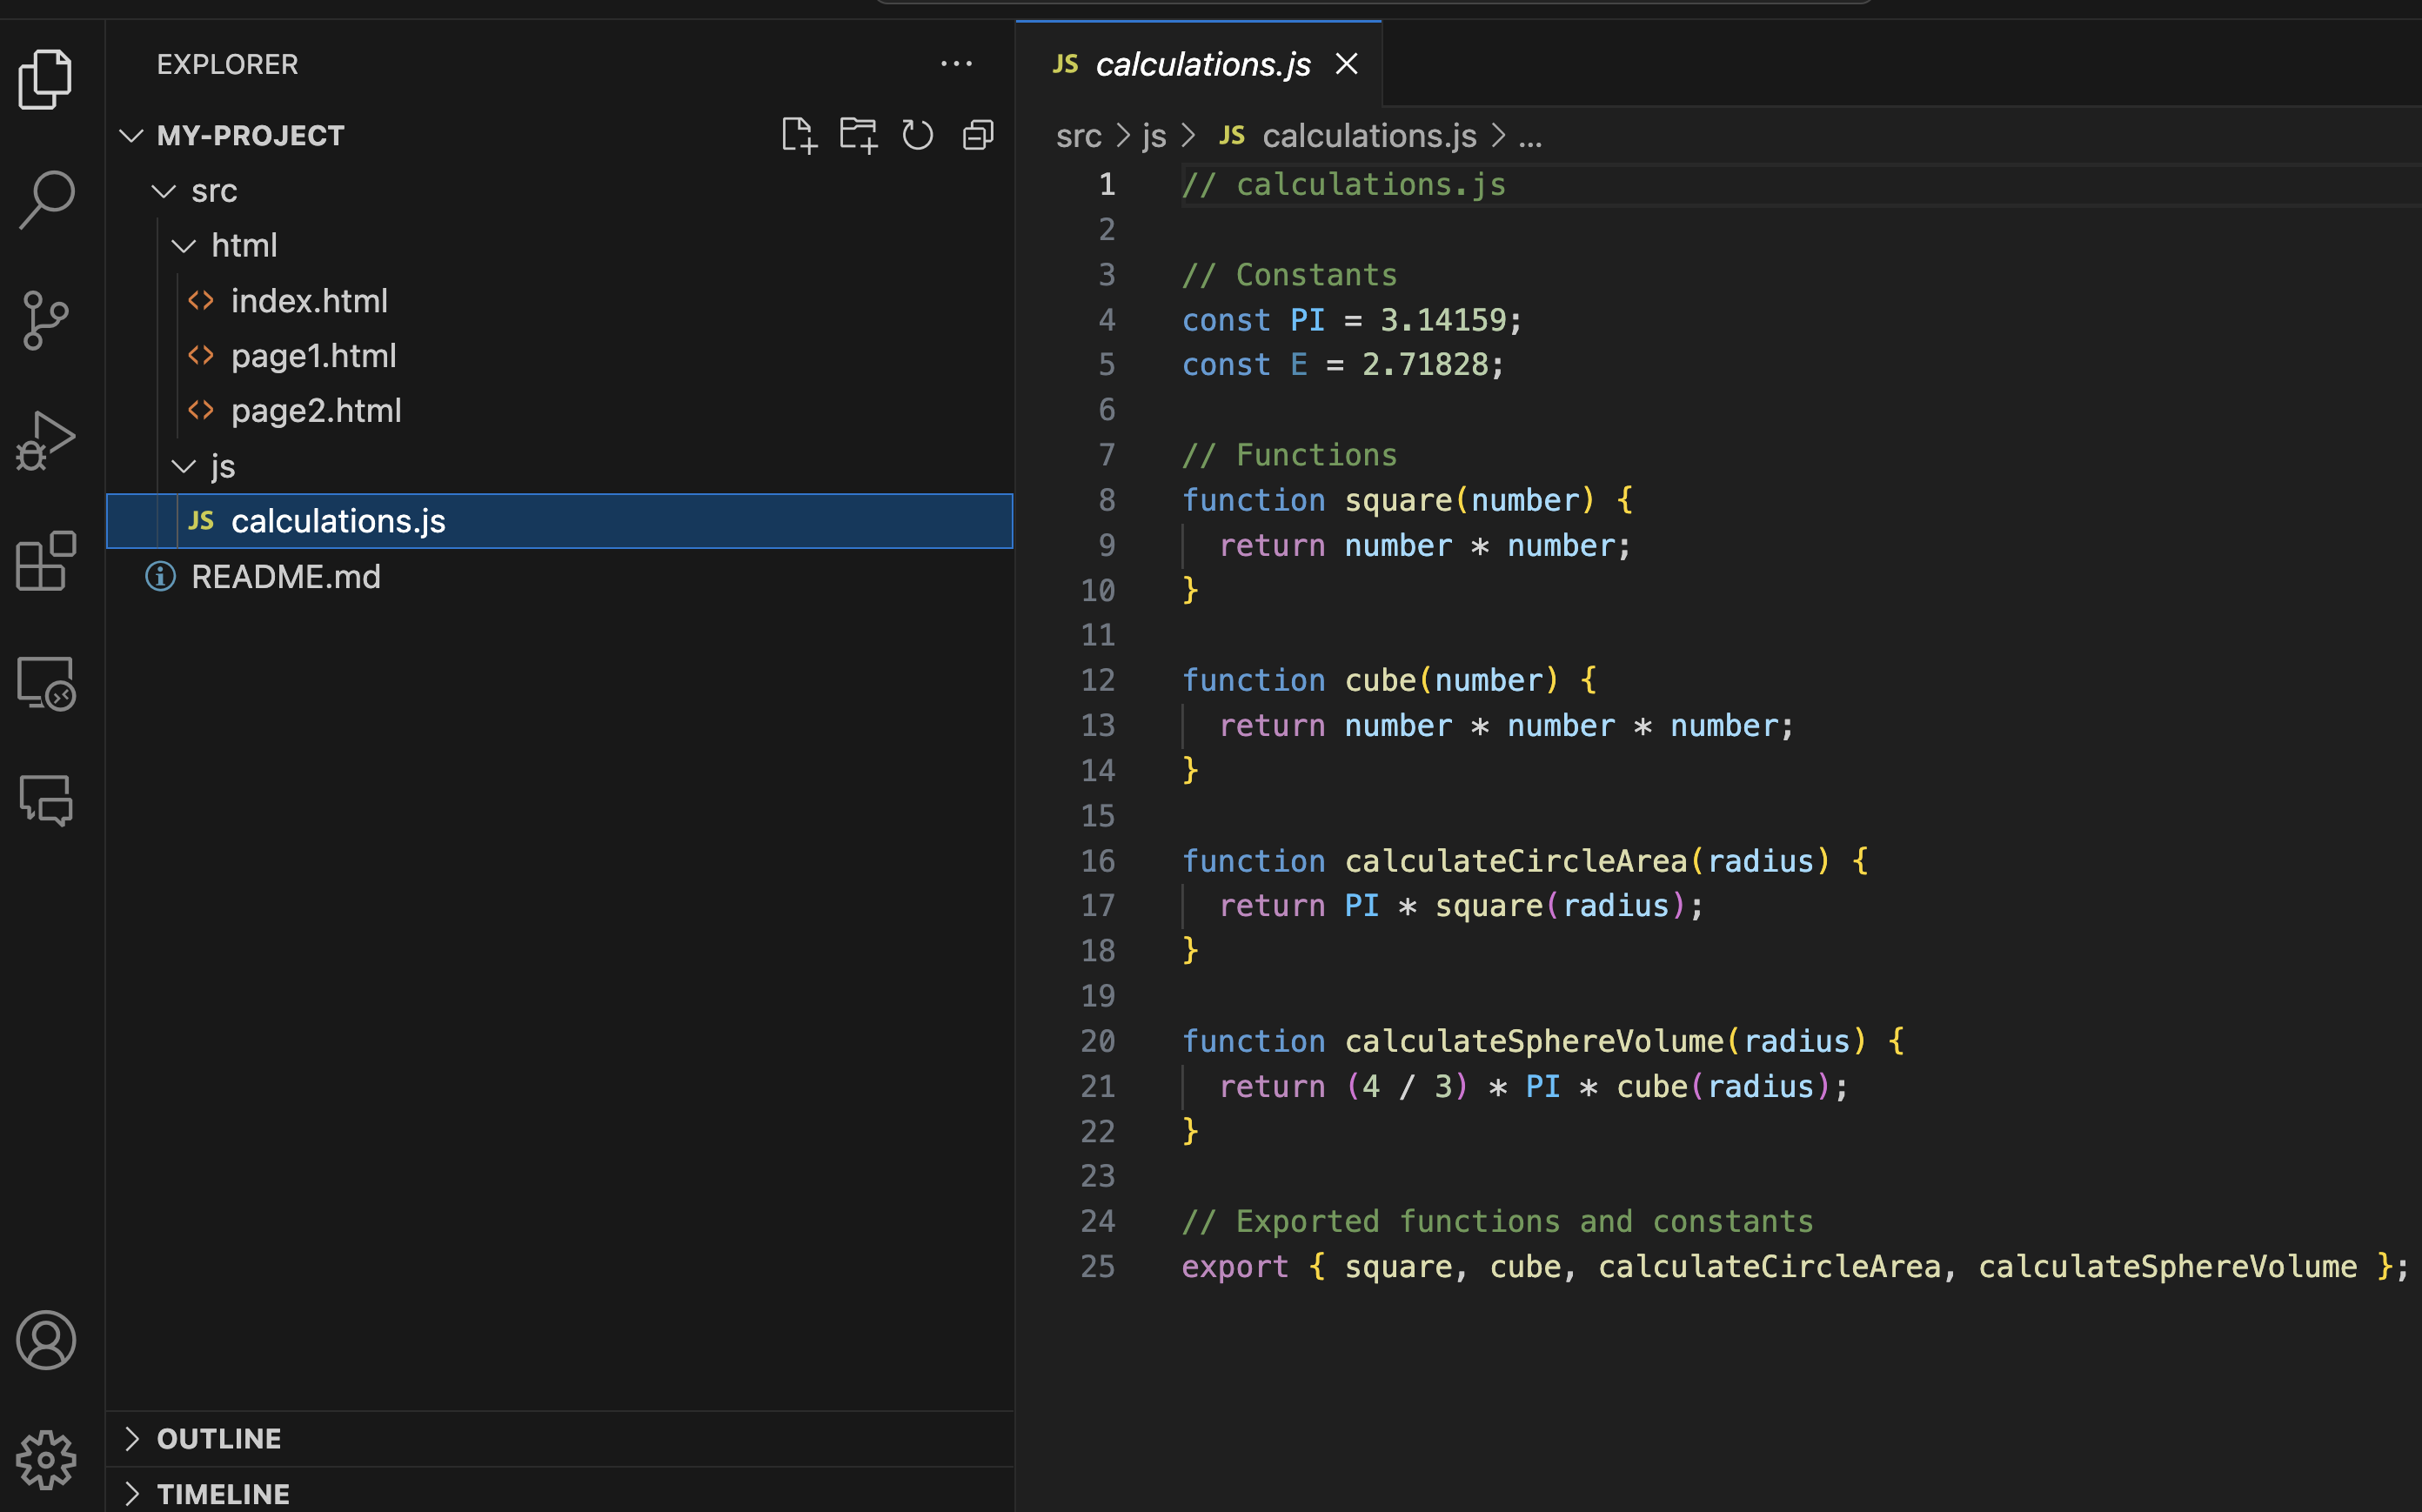 EXPLORER
MY-PROJECT
src
html
index.html
page1.html
page2.html
js
JS calculations.js
README.md
OUTLINE
TIMELINE
JS calculations.js
src > js > JS calculations.js > ...
1 // calculations.js
2
3 // Constants
4 const PI = 3.14159;
5 const E = 2.71828;
6
7 // Functions
8 function square(number) {
9   return number * number;
10 }
11
12 function cube(number) {
13   return number * number * number;
14 }
15
16 function calculateCircleArea(radius) {
17   return PI * square(radius);
18 }
19
20 function calculateSphereVolume(radius) {
21   return (4 / 3) * PI * cube(radius);
22 }
23
24 // Exported functions and constants
25 export { square, cube, calculateCircleArea, calculateSphereVolume };